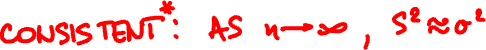 CONSISTENT*: AS n→∞, S²≈σ²